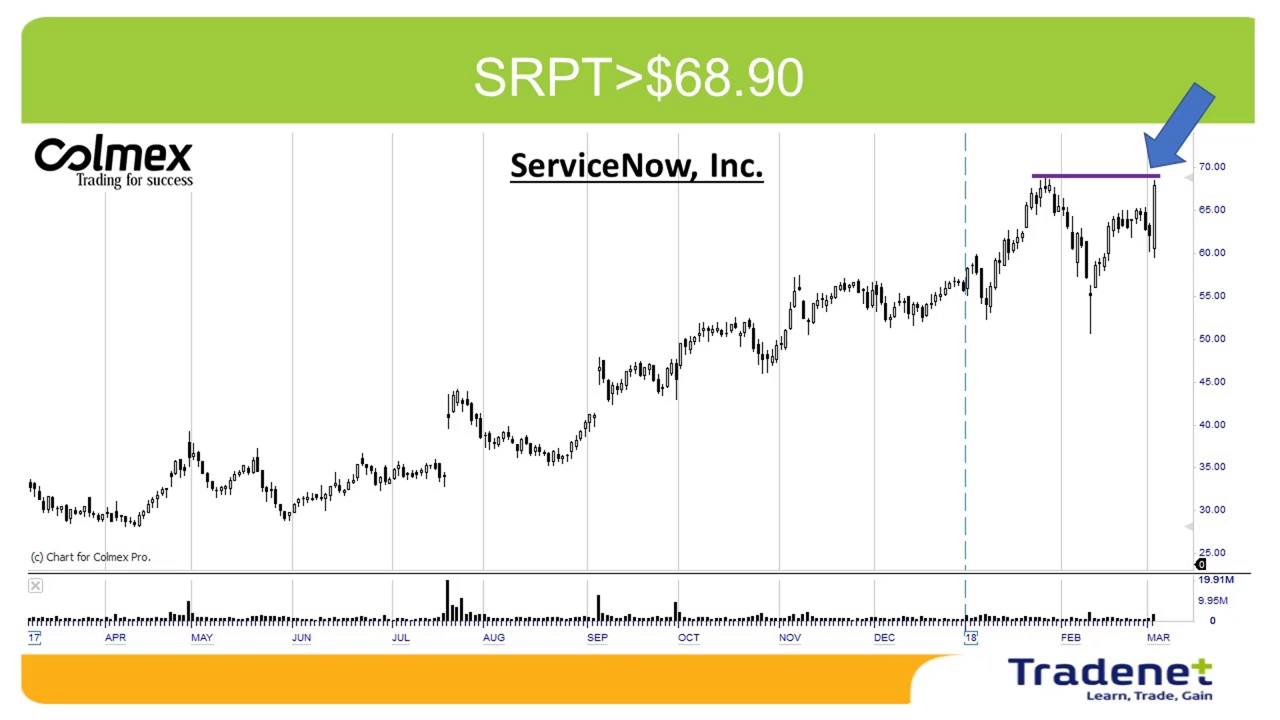 SRPT>$68.90
Colmex
Trading for success
ServiceNow, Inc.
70.00
65.00
60.00
55.00
50.00
45.00
40.00
35.00
30.00
25.00
0
(c) Chart for Colmex Pro.
19.91M
9.95M
0
17 APR MAY JUN JUL AUG SEP OCT NOV DEC 18 FEB MAR
Tradenet
Learn, Trade, Gain